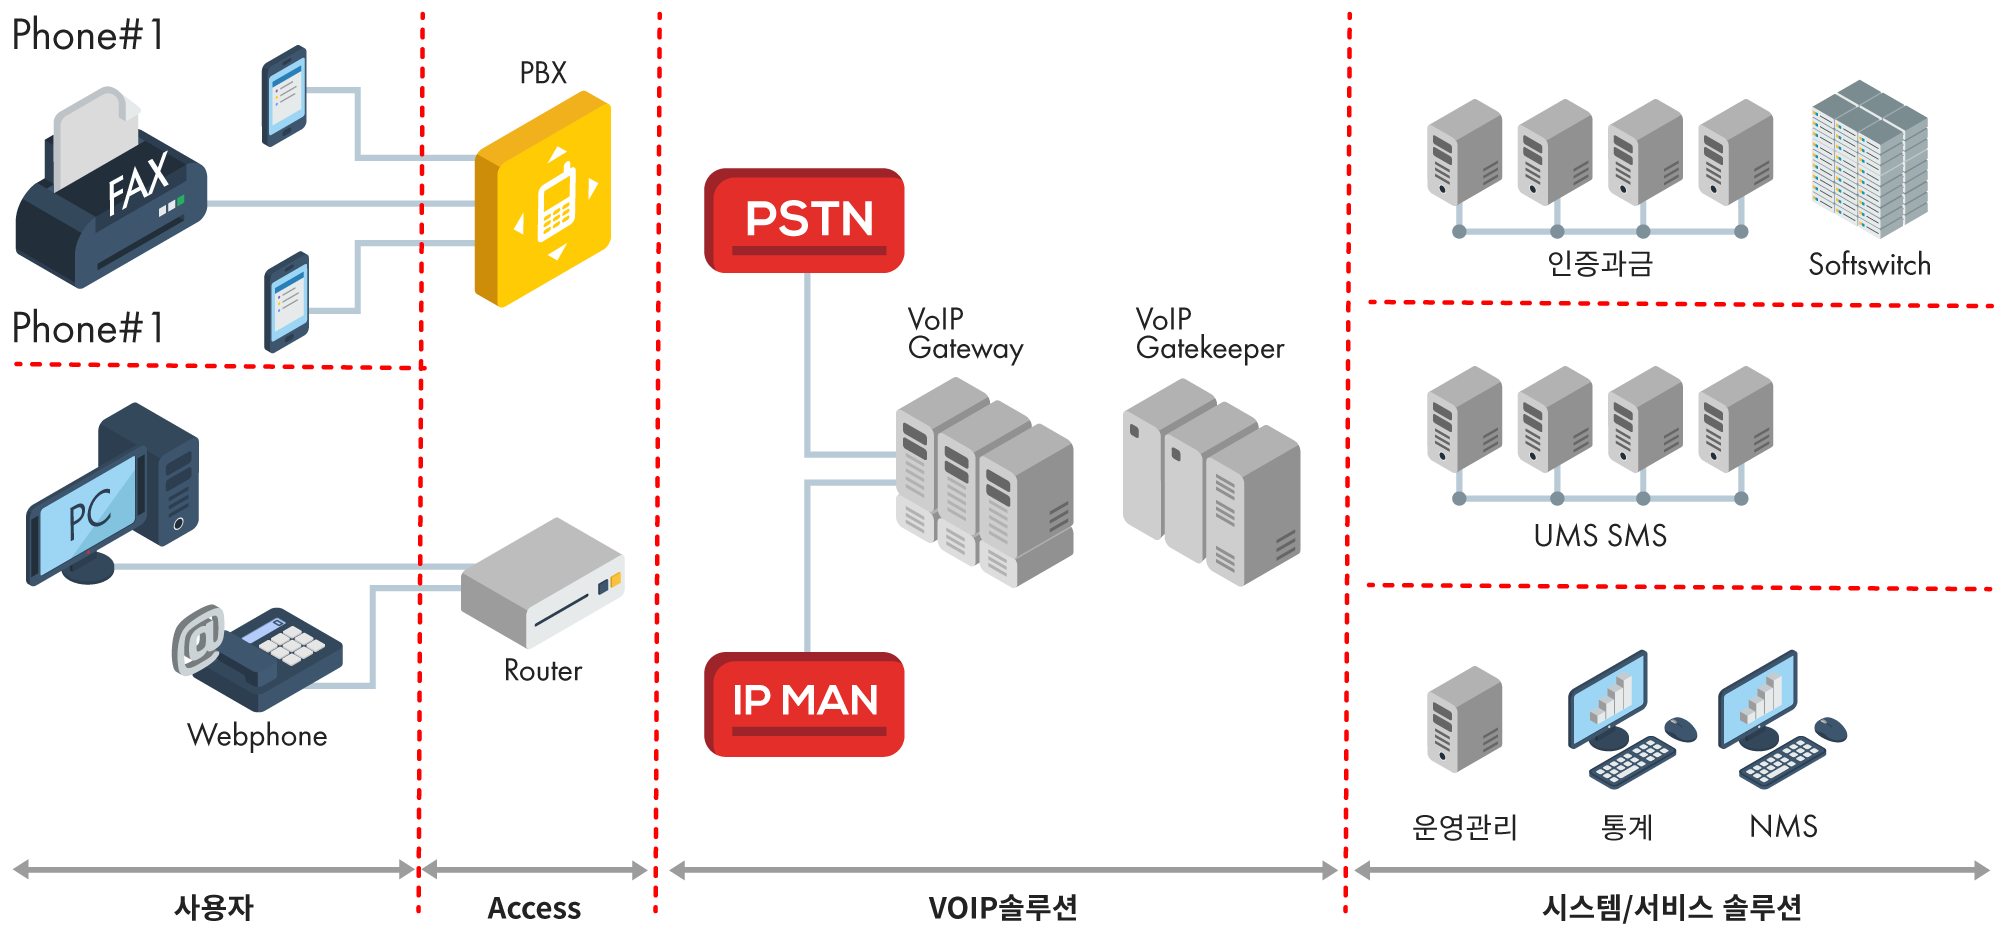 Phone#1
FAX
Phone#1
PC
Webphone
PBX
Router
PSTN
VoIP
Gateway
VoIP
Gatekeeper
IP MAN
인증과금
Softswitch
UMS SMS
운영관리
통계
NMS
사용자
Access
VOIP솔루션
시스템/서비스 솔루션